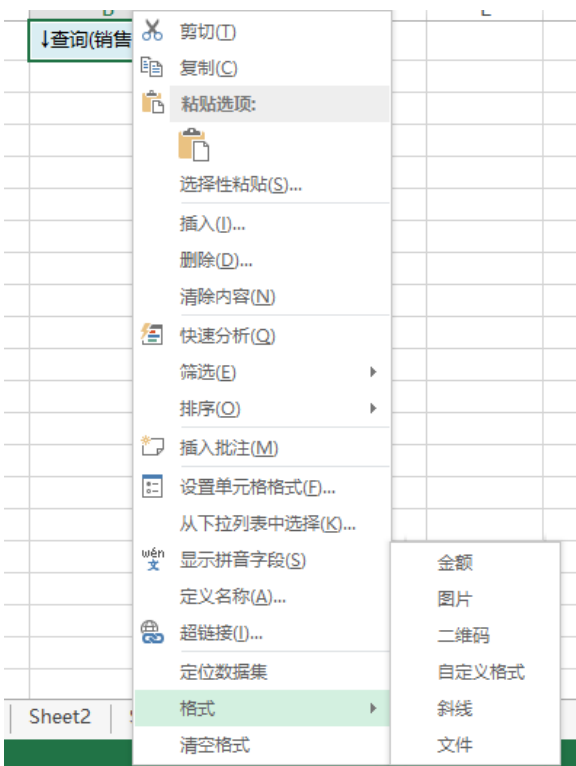 ↓查询(销售
剪切(T)
复制(C)
粘贴选项:
选择性粘贴(S)...
插入(I)...
删除(D)...
清除内容(N)
快速分析(Q)
筛选(E)
排序(O)
插入批注(M)
设置单元格格式(F)...
从下拉列表中选择(K)...
wén
文
显示拼音字段(S)
定义名称(A)...
超链接(I)...
定位数据集
格式
清空格式
金额
图片
二维码
自定义格式
斜线
文件
Sheet2